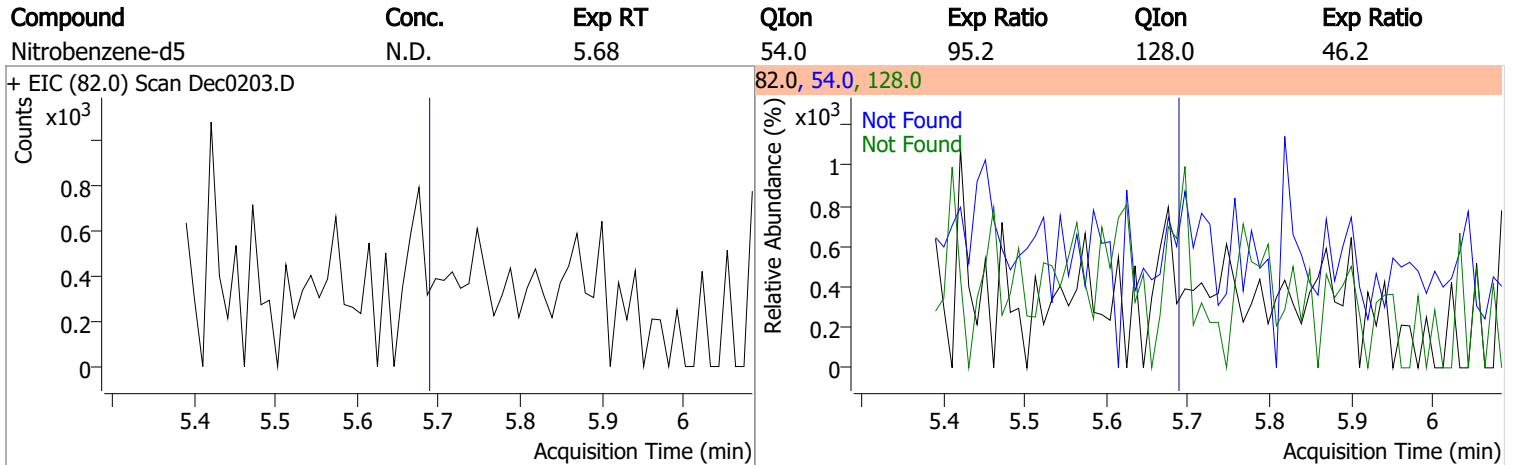 Compound Conc. Exp RT QIon Exp Ratio QIon Exp Ratio
Nitrobenzene-d5 N.D. 5.68 54.0 95.2 128.0 46.2
+ EIC (82.0) Scan Dec0203.D
Counts
x10³
0.8
0.6
0.4
0.2
0
5.4 5.5 5.6 5.7 5.8 5.9 6
Acquisition Time (min)
82.0, 54.0, 128.0
Relative Abundance (%)
x10³
Not Found
Not Found
1
0.8
0.6
0.4
0.2
0
5.4 5.5 5.6 5.7 5.8 5.9 6
Acquisition Time (min)